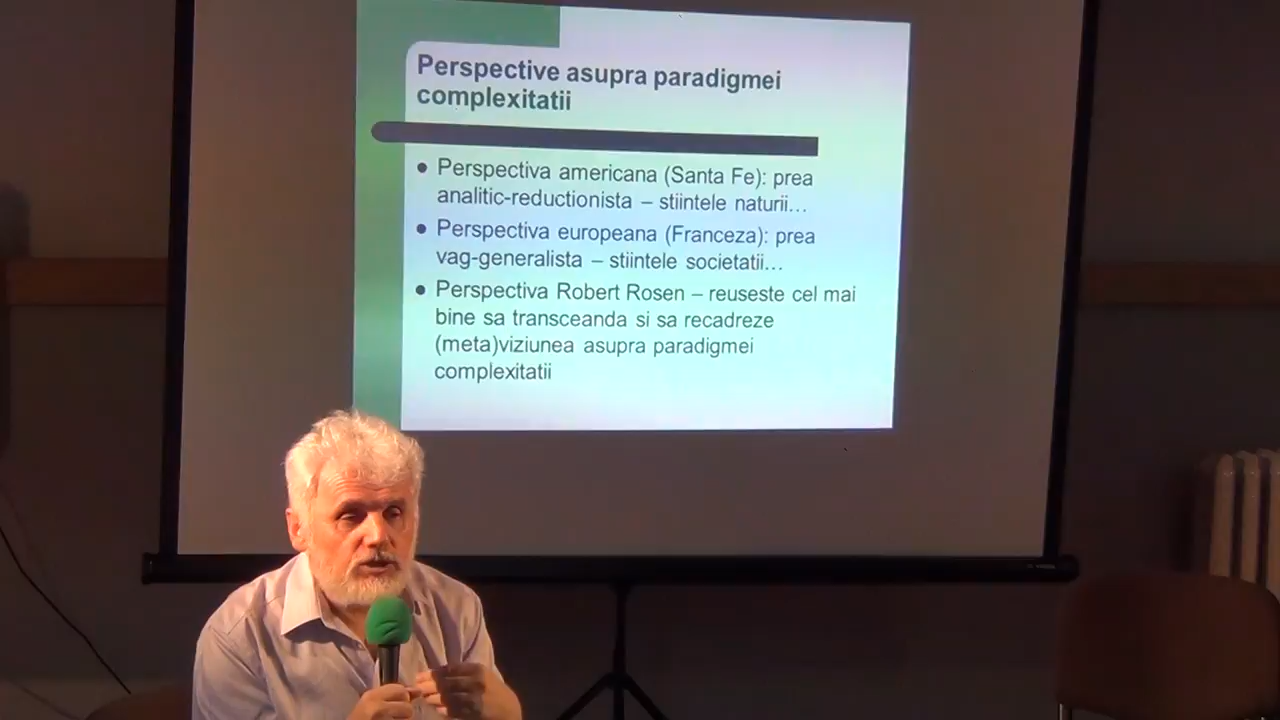 Perspective asupra paradigmei
complexitatii
● Perspectiva americana (Santa Fe): prea
analitic-reductionista – stiintele naturii…
● Perspectiva europeana (Franceza): prea
vag-generalista – stiintele societatii…
● Perspectiva Robert Rosen – reuseste cel mai
bine sa transceanda si sa recadreze
(meta)viziunea asupra paradigmei
complexitatii